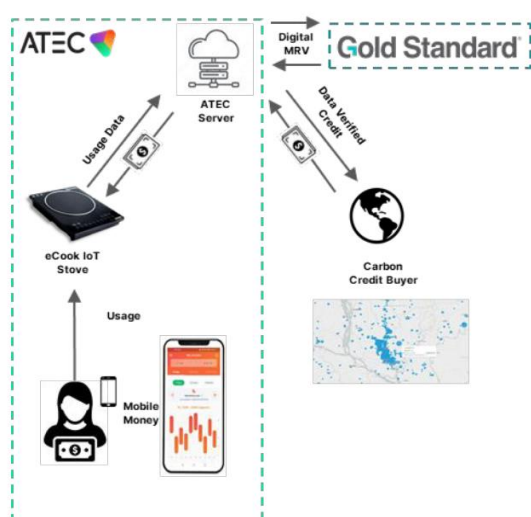 ATEC
ATEC
Server
Digital
MRV
Gold Standard
Usage Data
Data Verified
Credit
eCook IoT
Stove
Carbon
Credit Buyer
Usage
Mobile
Money